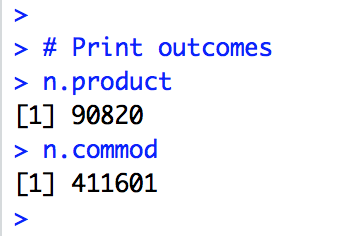 >
> # Print outcomes
> n.product
[1] 90820
> n.commod
[1] 411601
>